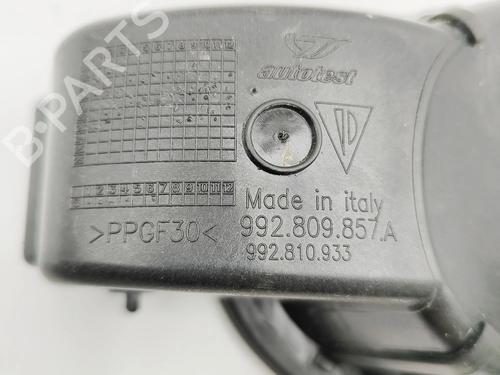 autotest
1 2 3 4 5 6 7 8 9 10 11 12
Made in italy
>PPGF30<
992.809.857.A
992.810.933
B-PARTS